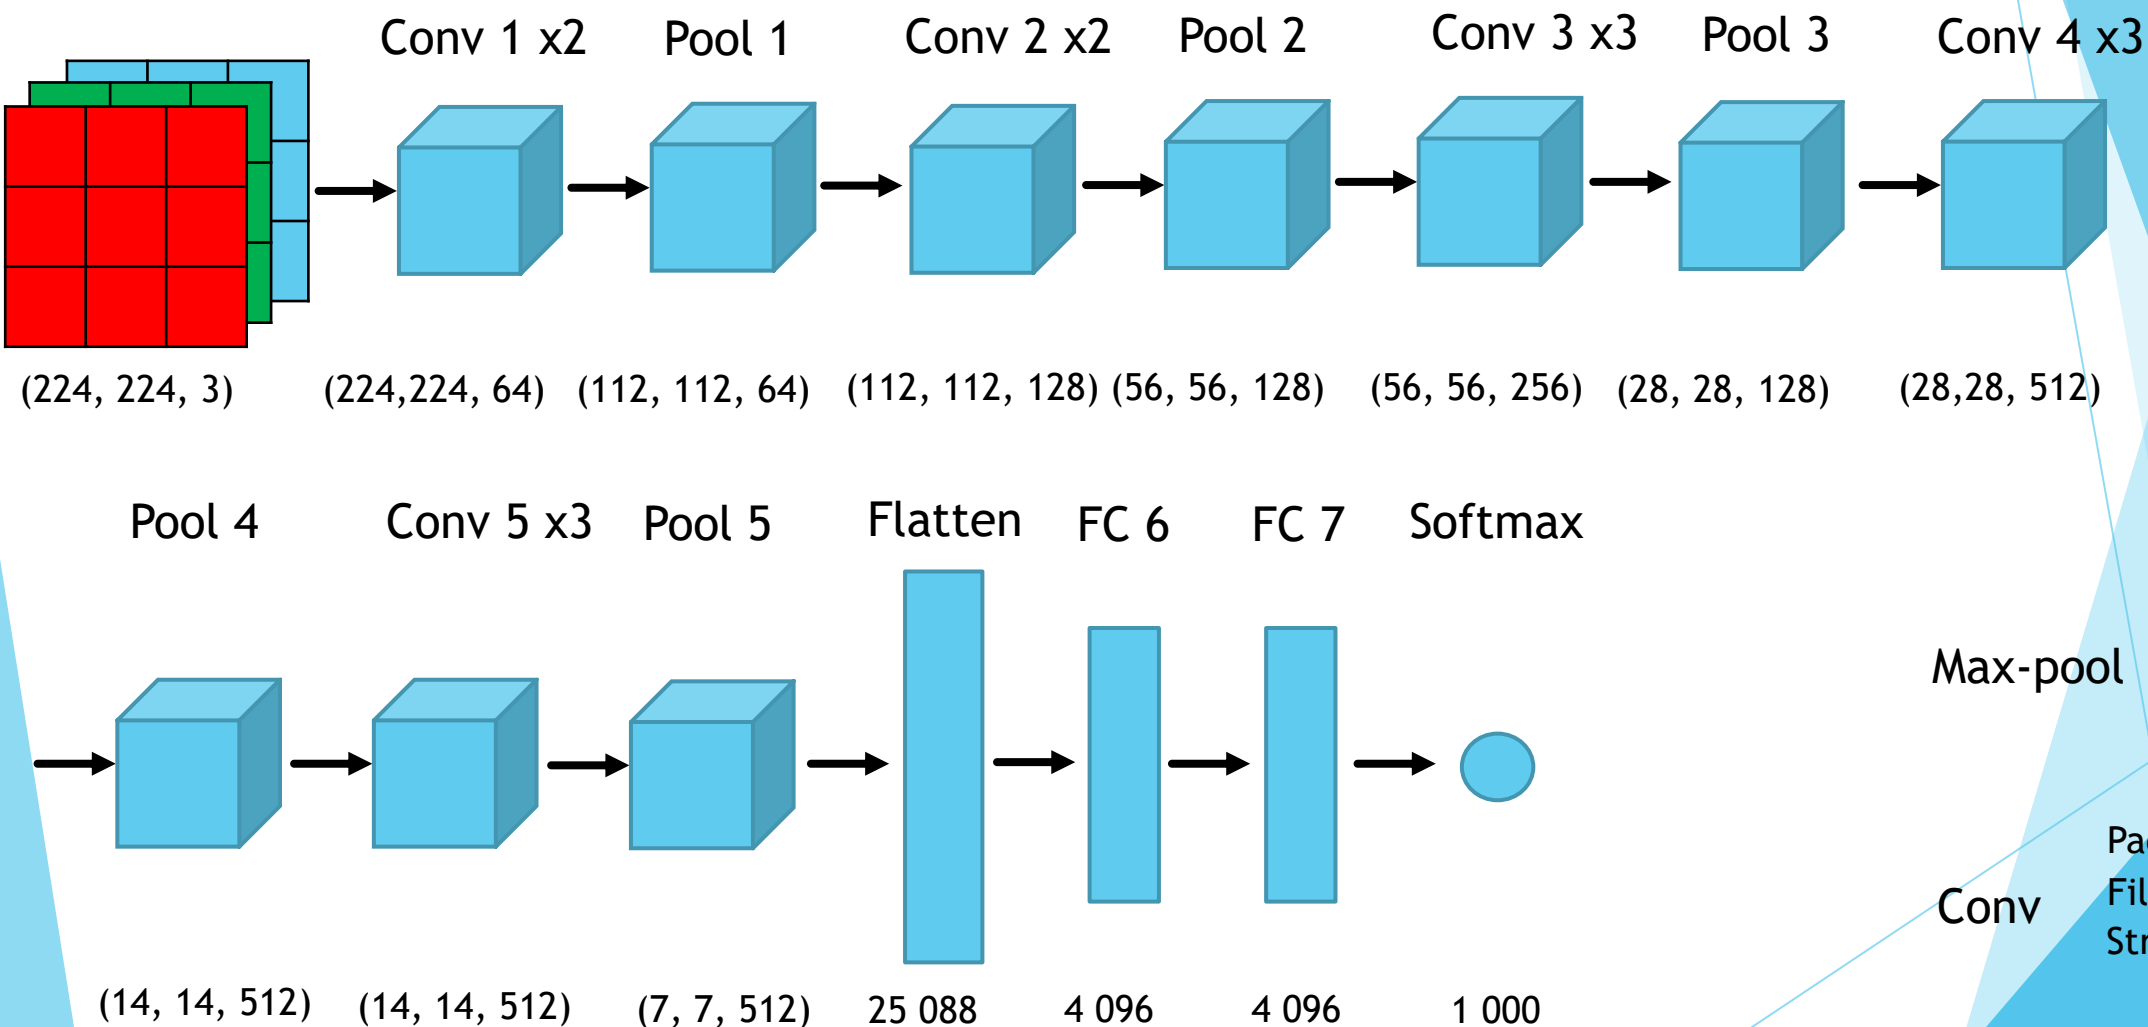 Conv 1 x2 Pool 1 Conv 2 x2 Pool 2 Conv 3 x3 Pool 3 Conv 4 x3
(224, 224, 3) (224,224, 64) (112, 112, 64) (112, 112, 128) (56, 56, 128) (56, 56, 256) (28, 28, 128) (28,28, 512)
Pool 4 Conv 5 x3 Pool 5 Flatten FC 6 FC 7 Softmax
(14, 14, 512) (14, 14, 512) (7, 7, 512) 25 088 4 096 4 096 1 000
Max-pool
Conv